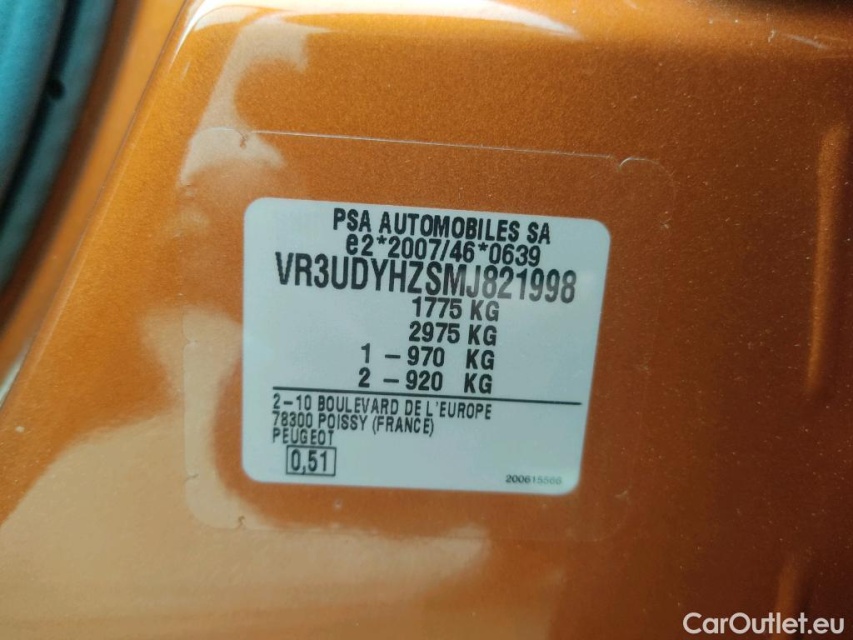 PSA AUTOMOBILES SA
e2*2007/46*0639
VR3UDYHZSMJ821998
1775 KG
2975 KG
1 – 970 KG
2 – 920 KG
2–10 BOULEVARD DE L'EUROPE
78300 POISSY (FRANCE)
PEUGEOT
0,51
CarOutlet.eu